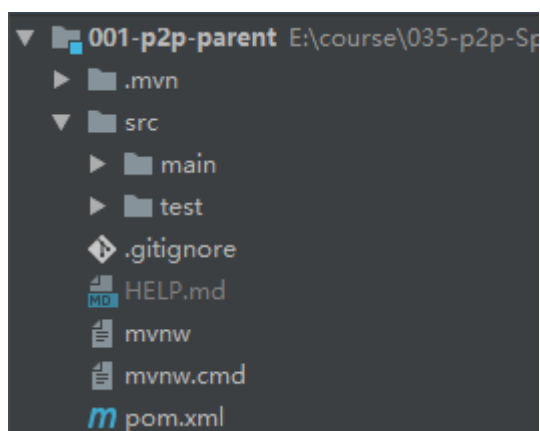 001-p2p-parent E:\course\035-p2p-Sp
.mvn
src
main
test
.gitignore
MD HELP.md
mvnw
mvnw.cmd
m pom.xml